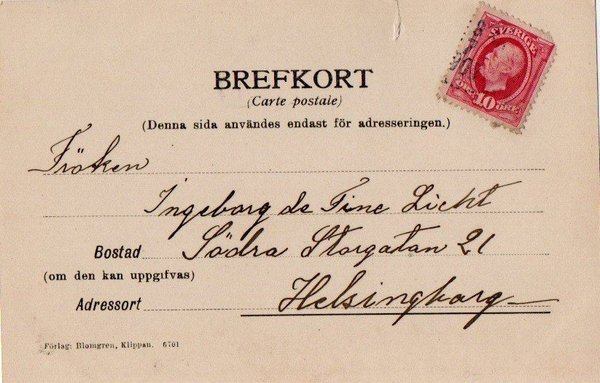 SVERIGE
10 ÖRE
BREFKORT
(Carte postale)
(Denna sida användes endast för adresseringen.)
Fröken
Ingeborg de Fine Licht
Bostad Södra Storgatan 21
(om den kan uppgifvas)
Adressort Helsingborg
Förlag: Blomgren, Klippan. 6701